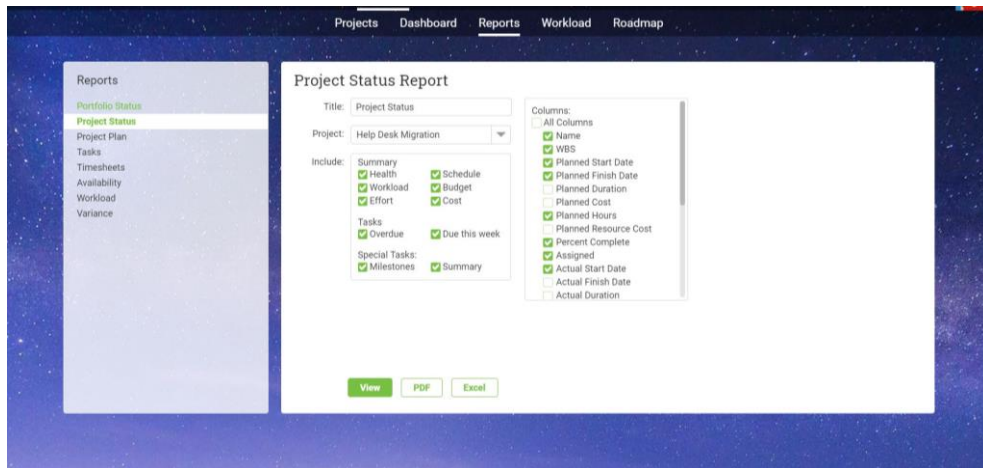 Projects Dashboard Reports Workload Roadmap
Reports
Portfolio Status
Project Status
Project Plan
Tasks
Timesheets
Availability
Workload
Variance
Project Status Report
Title: Project Status
Project: Help Desk Migration
Include: Summary
Health Schedule
Workload Budget
Effort Cost
Tasks
Overdue Due this week
Special Tasks:
Milestones Summary
Columns:
All Columns
Name
WBS
Planned Start Date
Planned Finish Date
Planned Duration
Planned Cost
Planned Hours
Planned Resource Cost
Percent Complete
Assigned
Actual Start Date
Actual Finish Date
Actual Duration
View PDF Excel